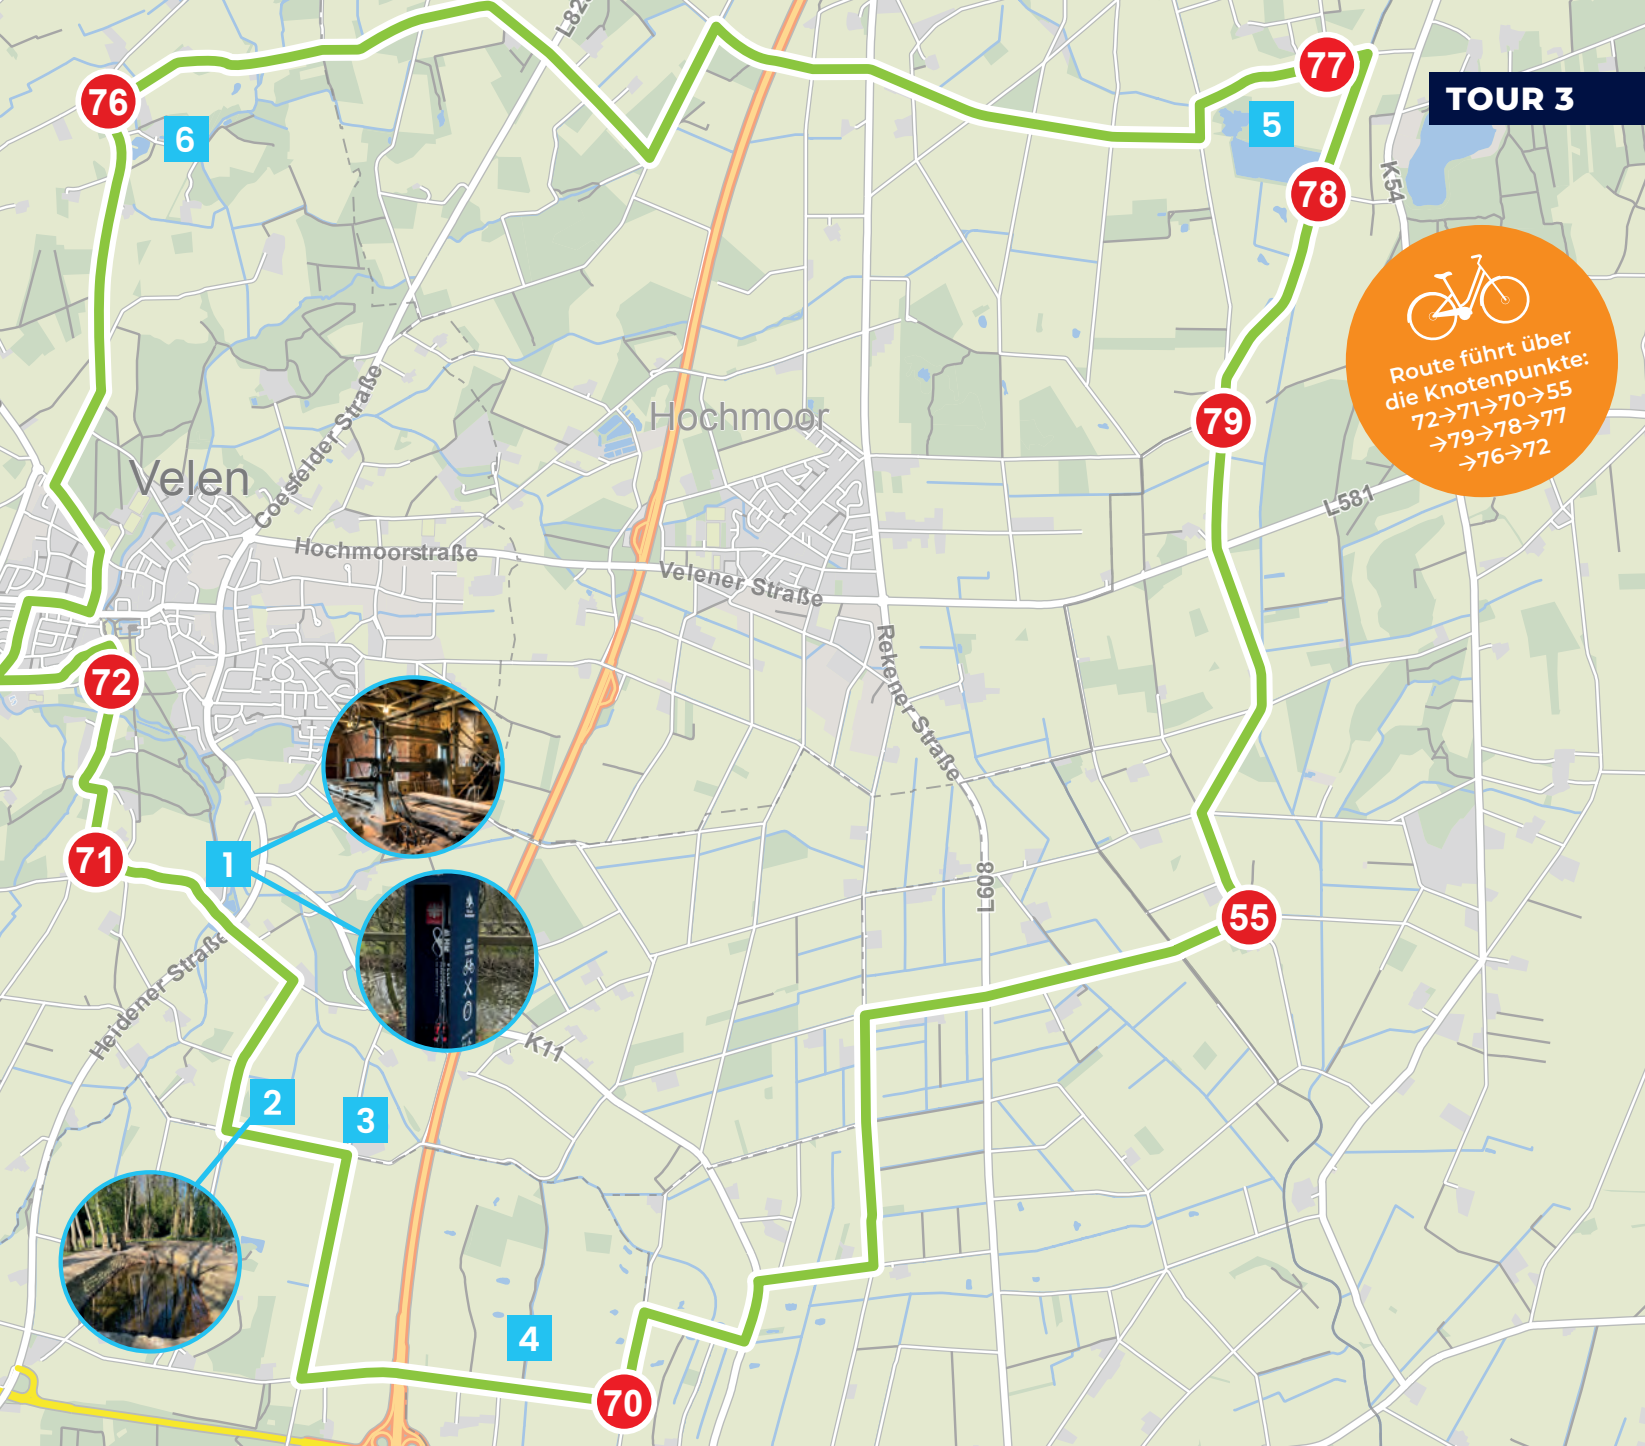 L82
77
TOUR 3
76
5
6
K54
78
Route führt über
die Knotenpunkte:
72→71→70→55
→79→78→77
→76→72
Coesfelder Straße
Hochmoor
79
Velen
L581
Hochmoorstraße
Velener Straße
Rekener Straße
72
71
1
L608
55
Heidener Straße
K11
2
3
4
70